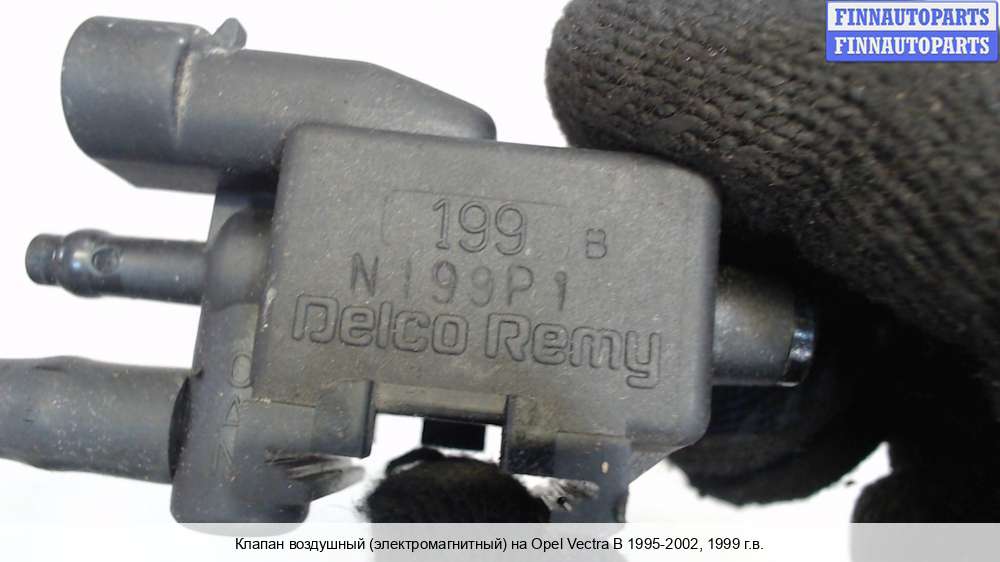 FINNAUTOPARTS
FINNAUTOPARTS
199 B
N199P1
Delco Remy
Клапан воздушный (электромагнитный) на Opel Vectra B 1995-2002, 1999 г.в.